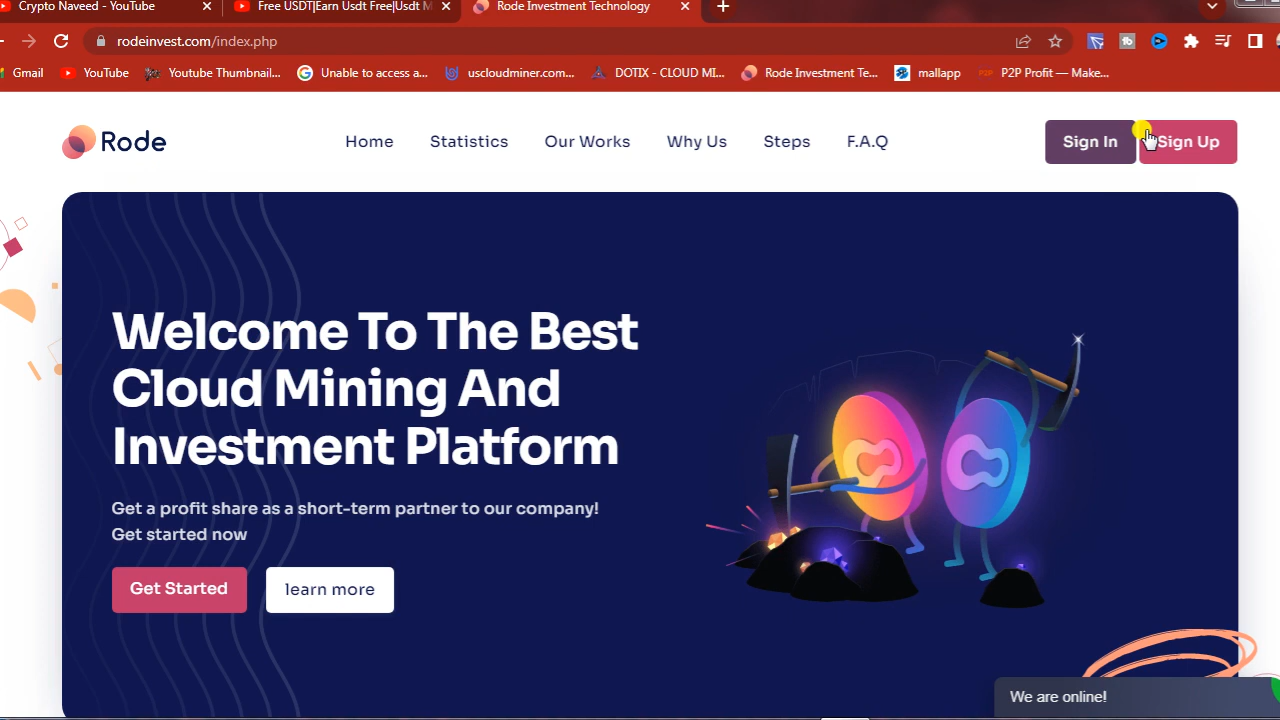 Crypto Naveed - YouTube
Free USDT|Earn Usdt Free|Usdt M
Rode Investment Technology
rodeinvest.com/index.php
Gmail
YouTube
Youtube Thumbnail...
Unable to access a...
uscloudminer.com...
DOTIX - CLOUD MI...
Rode Investment Te...
mallapp
P2P
P2P Profit — Make...
Rode
Home
Statistics
Our Works
Why Us
Steps
F.A.Q
Sign In
Sign Up
Welcome To The Best
Cloud Mining And
Investment Platform
Get a profit share as a short-term partner to our company!
Get started now
Get Started
learn more
We are online!